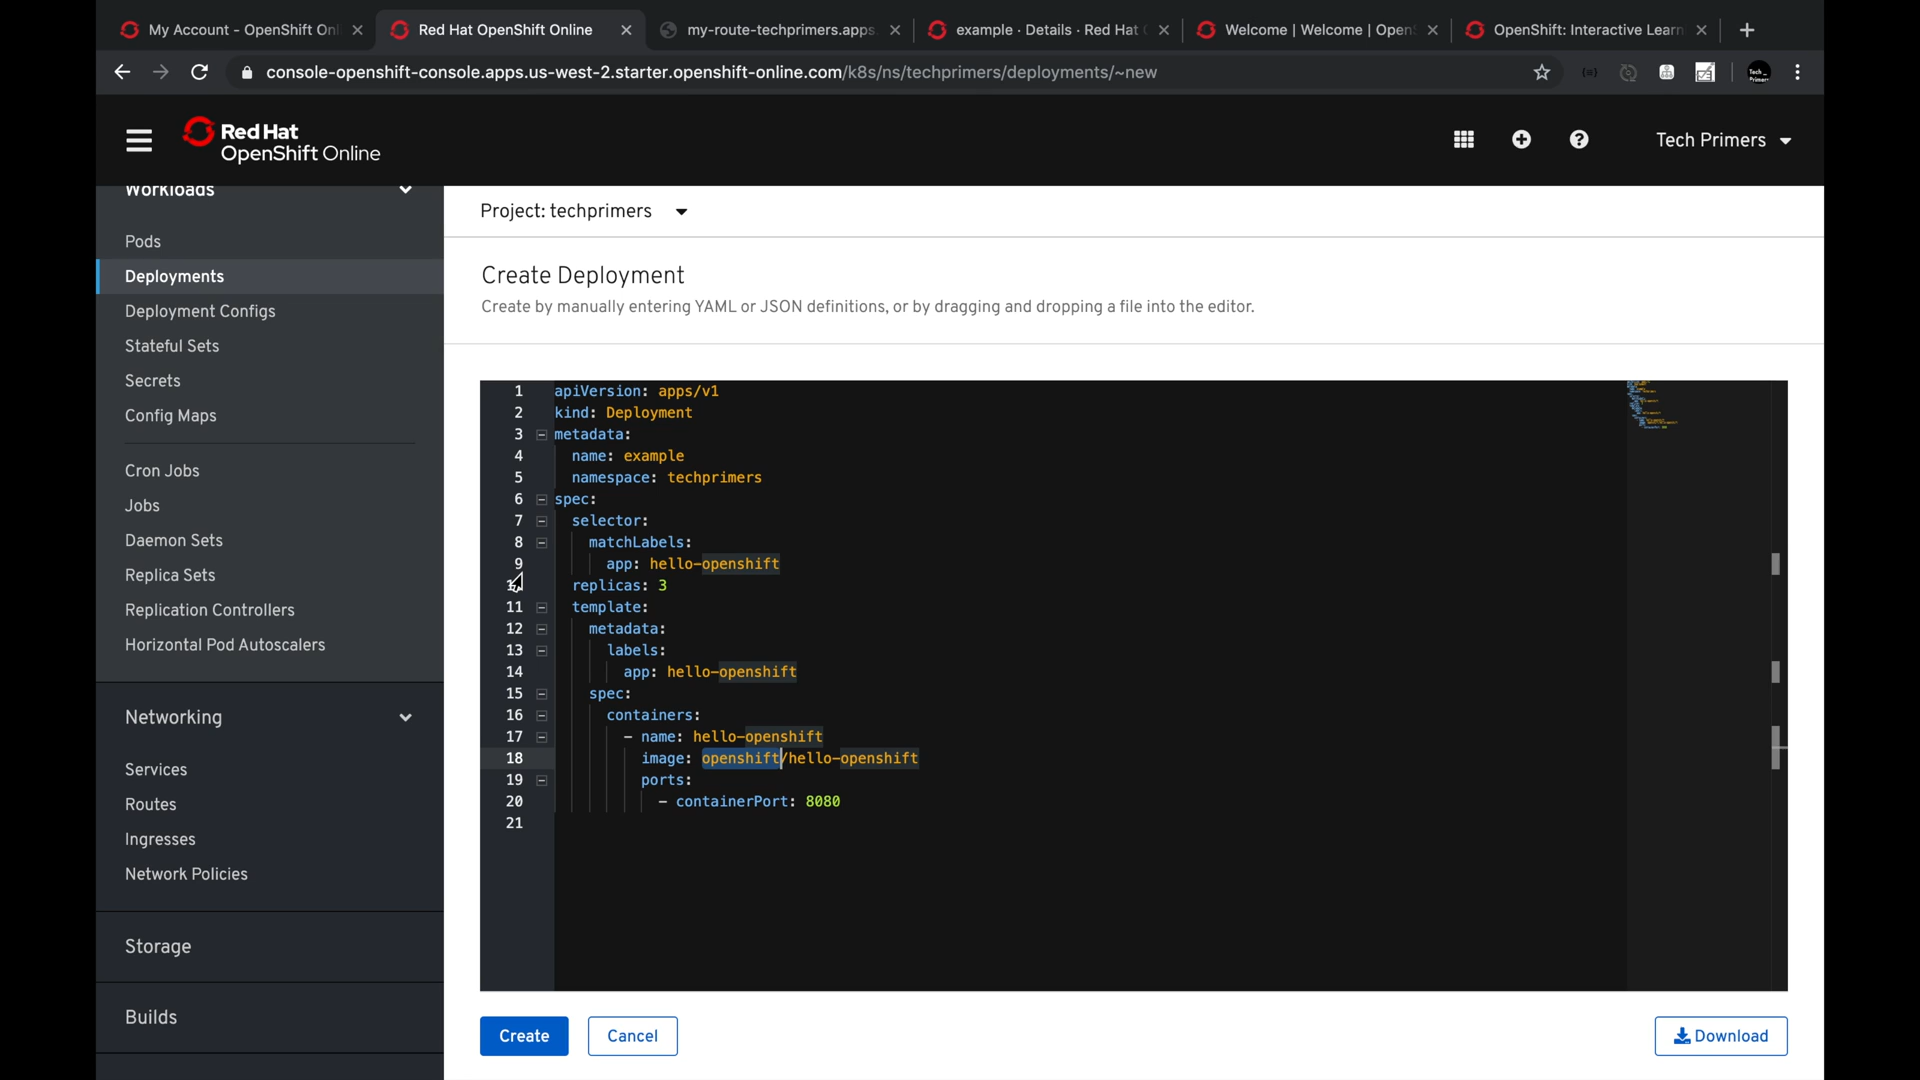 My Account - OpenShift Onl
Red Hat OpenShift Online
my-route-techprimers.apps.
example · Details · Red Hat
Welcome | Welcome | Open
OpenShift: Interactive Learn
console-openshift-console.apps.us-west-2.starter.openshift-online.com/k8s/ns/techprimers/deployments/~new
Red Hat
OpenShift Online
Tech Primers
Workloads
Pods
Deployments
Deployment Configs
Stateful Sets
Secrets
Config Maps
Cron Jobs
Jobs
Daemon Sets
Replica Sets
Replication Controllers
Horizontal Pod Autoscalers
Networking
Services
Routes
Ingresses
Network Policies
Storage
Builds
Project: techprimers
Create Deployment
Create by manually entering YAML or JSON definitions, or by dragging and dropping a file into the editor.
1 apiVersion: apps/v1
2 kind: Deployment
3 metadata:
4 name: example
5 namespace: techprimers
6 spec:
7 selector:
8 matchLabels:
9 app: hello-openshift
replicas: 3
11 template:
12 metadata:
13 labels:
14 app: hello-openshift
15 spec:
16 containers:
17 - name: hello-openshift
18 image: openshift/hello-openshift
19 ports:
20 - containerPort: 8080
21
Create
Cancel
Download